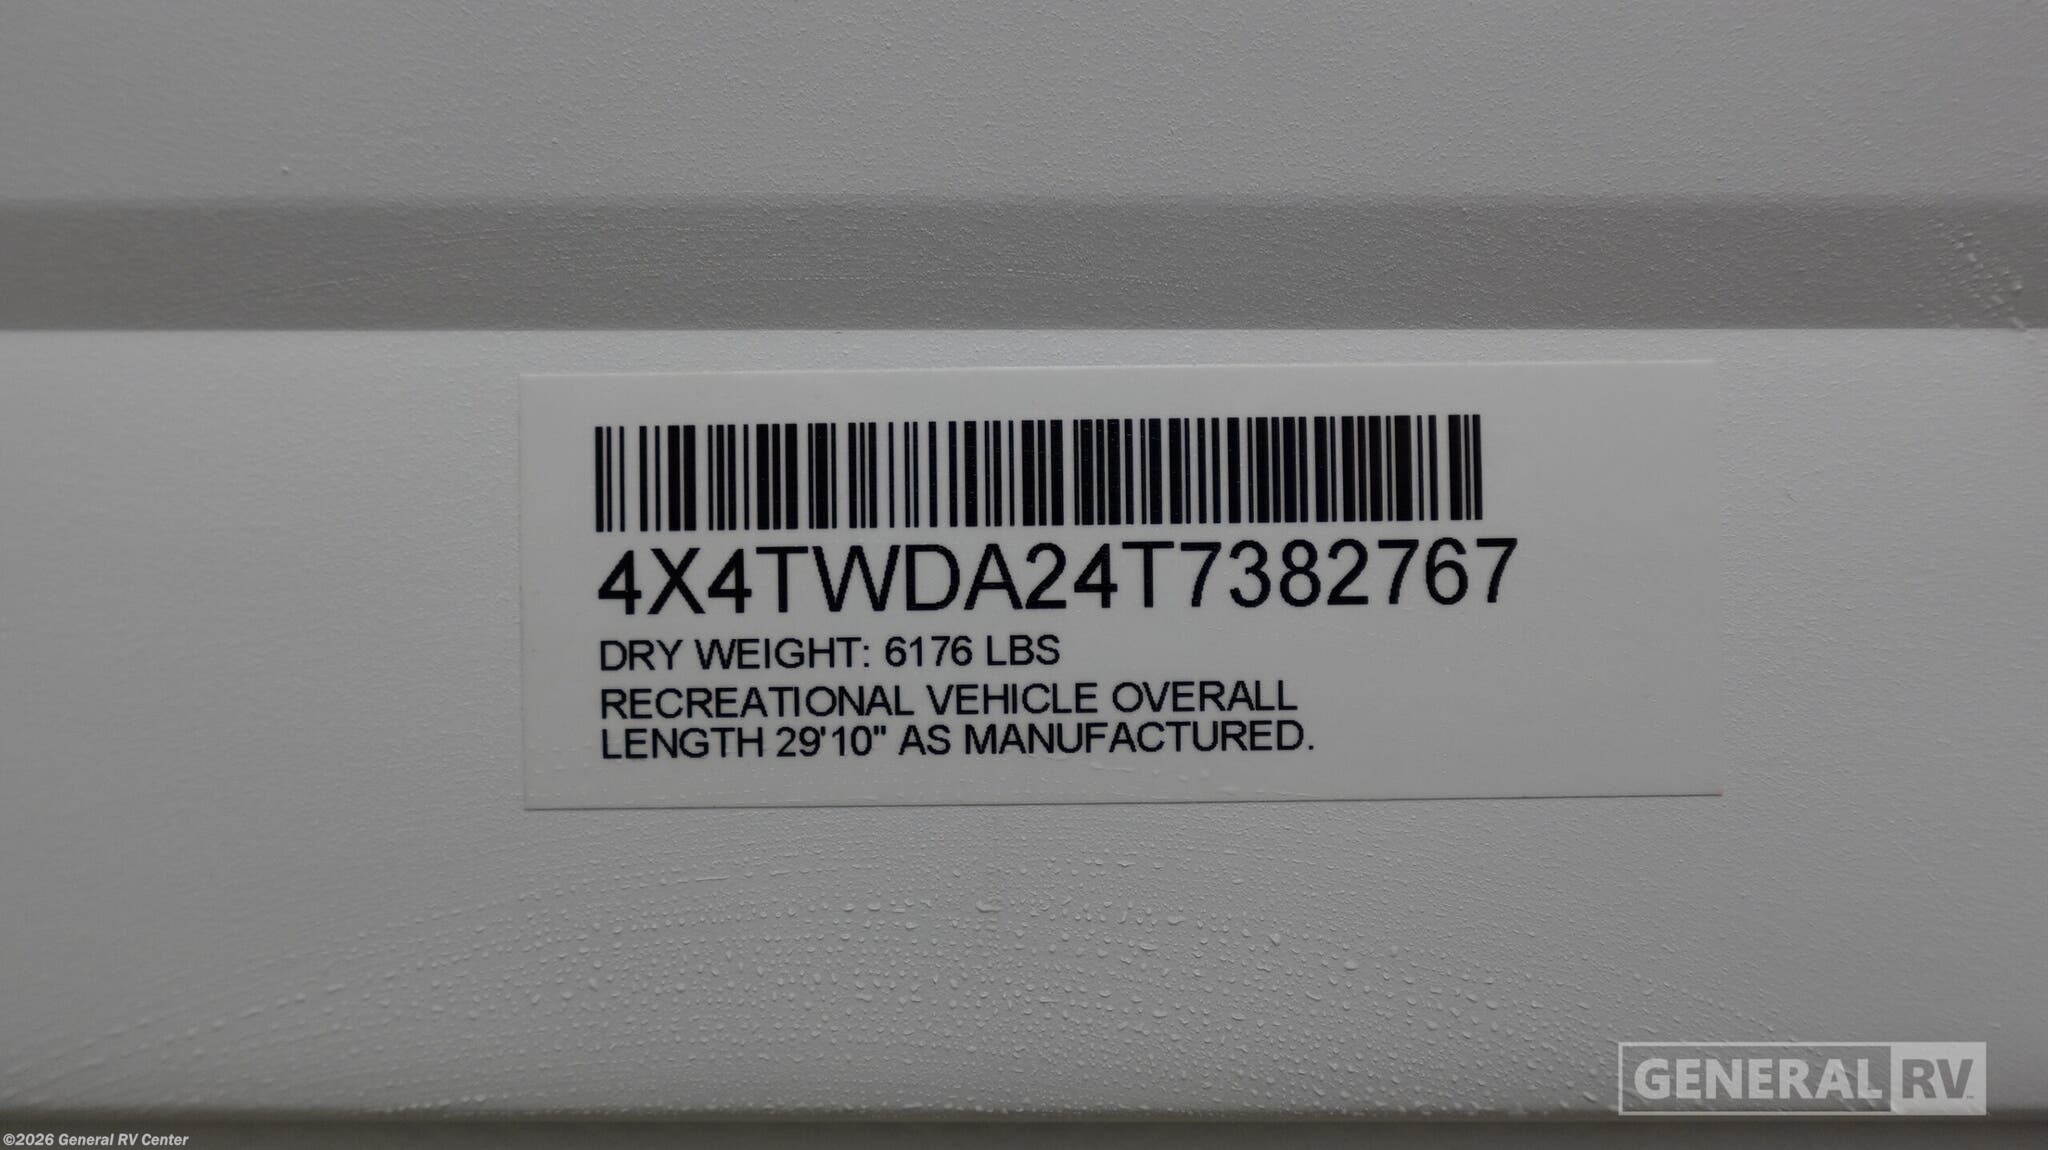 4X4TWDA24T7382767
DRY WEIGHT: 6176 LBS
RECREATIONAL VEHICLE OVERALL
LENGTH 29'10" AS MANUFACTURED.
GENERAL RV
©2026 General RV Center